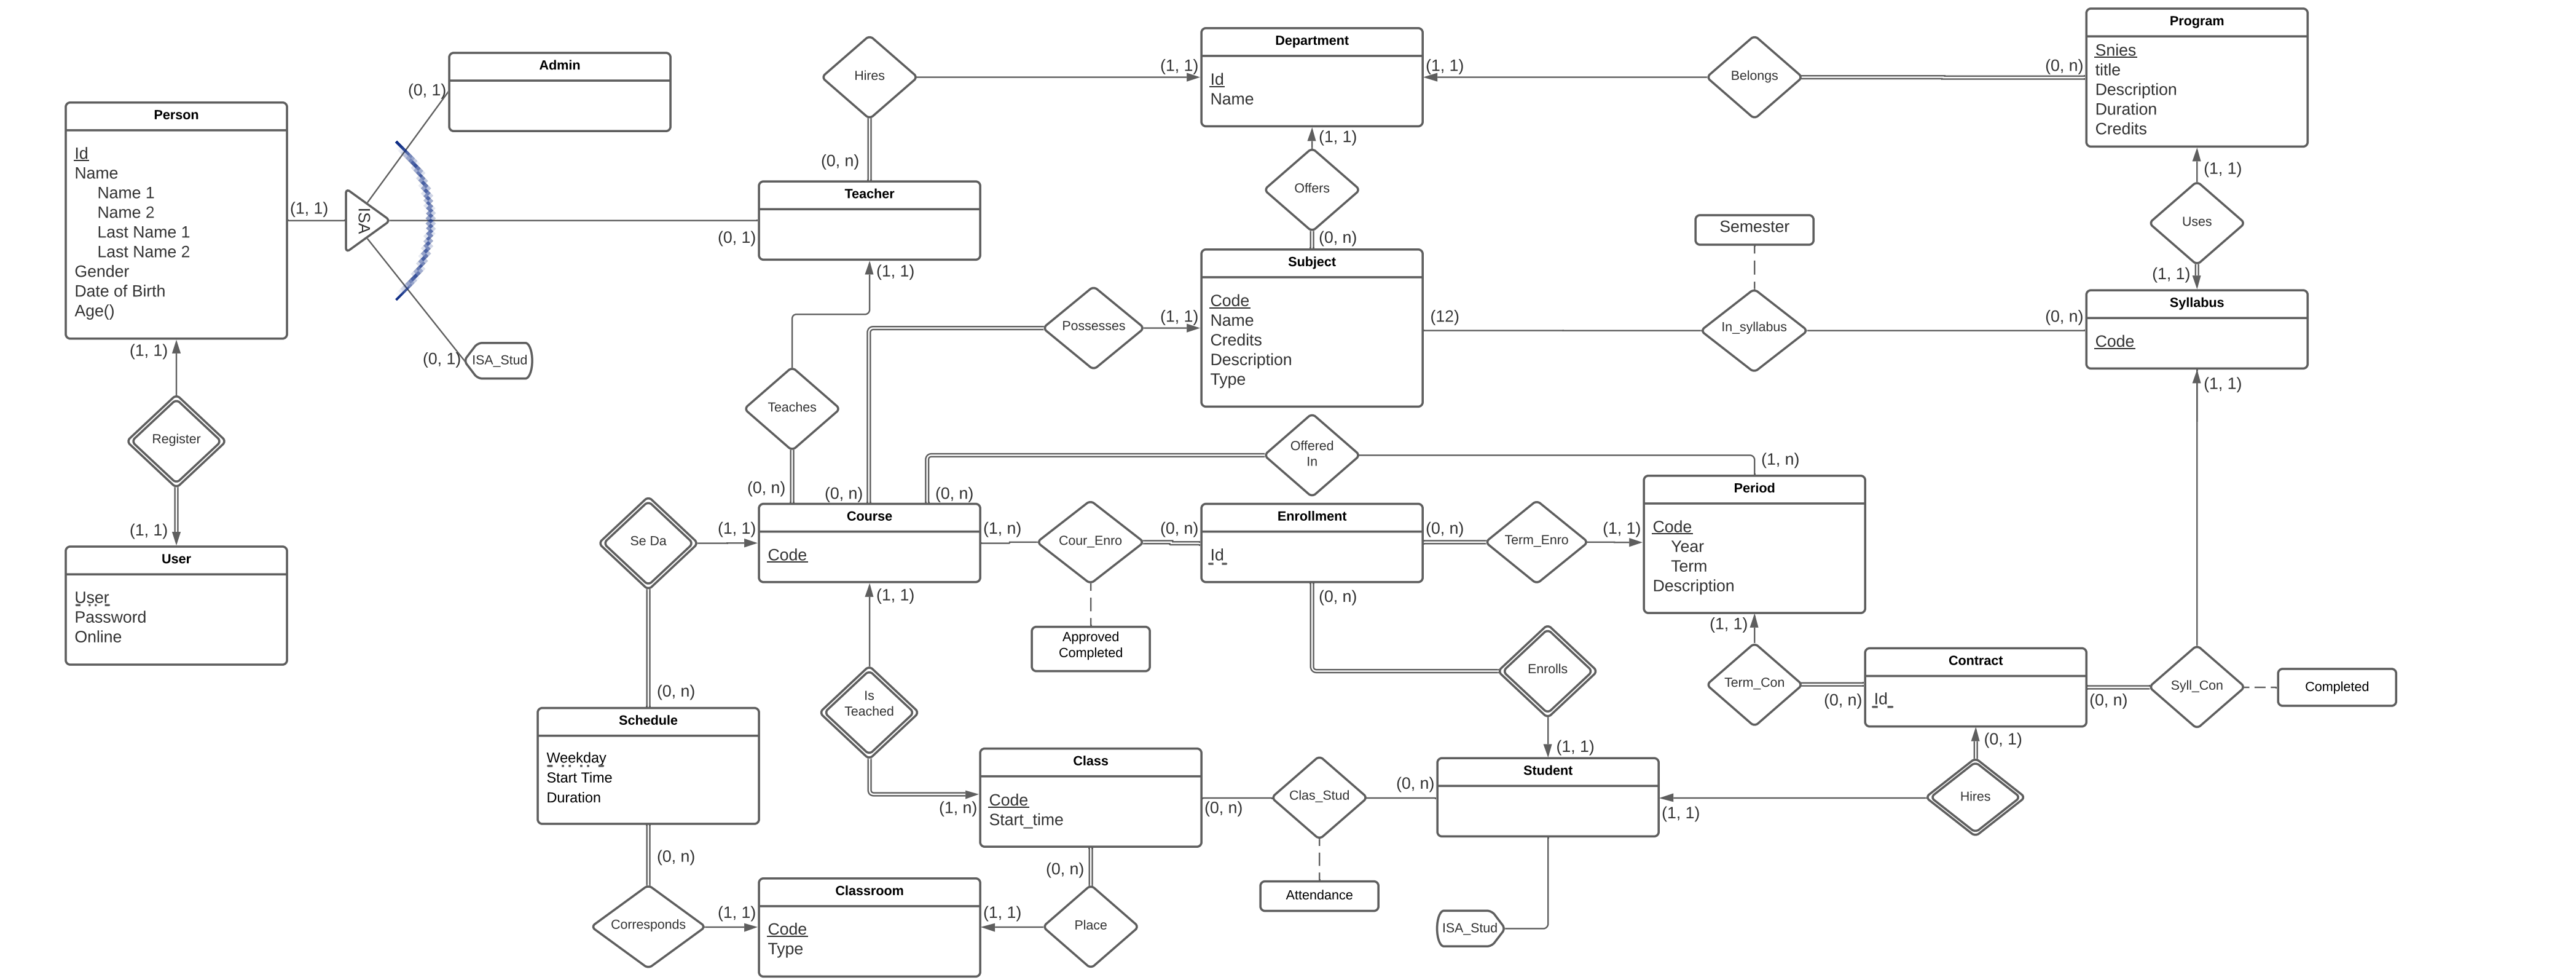 Program
Snies
title
Description
Duration
Credits
Department
Id
Name
Admin
Hires
(1, 1)
(1, 1)
Belongs
(0, n)
(0, 1)
Person
Id
Name
Name 1
Name 2
Last Name 1
Last Name 2
Gender
Date of Birth
Age()
(1, 1)
ISA
(0, n)
Teacher
(0, 1)
(1, 1)
(1, 1)
Offers
(0, n)
(1, 1)
Uses
(1, 1)
Semester
Subject
Code
Name
Credits
Description
Type
Syllabus
Code
(1, 1)
Possesses
(1, 1)
(12)
In_syllabus
(0, n)
(0, 1)
ISA_Stud
(1, 1)
Teaches
(1, 1)
Register
(1, 1)
Offered
In
(1, n)
(0, n)
(0, n)
(0, n)
Period
Code
Year
Term
Description
Course
Code
Enrollment
Id
Se Da
(1, 1)
(1, n)
Cour_Enro
(0, n)
(0, n)
Term_Enro
(1, 1)
User
User
Password
Online
(1, 1)
(0, n)
Approved
Completed
(1, 1)
Contract
Id
Enrolls
Term_Con
(0, n)
(0, n)
Syll_Con
Completed
(0, n)
Is
Teached
Schedule
Weekday
Start Time
Duration
(1, 1)
(0, 1)
Class
Code
Start_time
Student
(1, n)
(0, n)
Clas_Stud
(0, n)
(1, 1)
Hires
(0, n)
(0, n)
Classroom
Code
Type
Attendance
Corresponds
(1, 1)
(1, 1)
Place
ISA_Stud